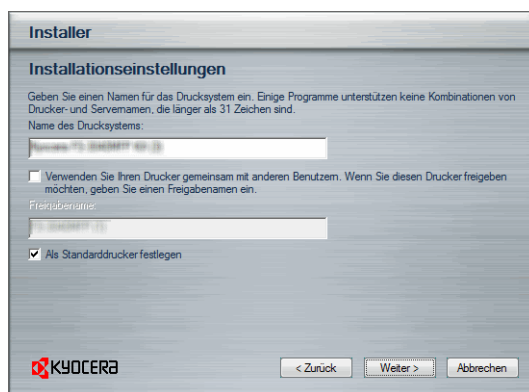 Installer
Installationseinstellungen
Geben Sie einen Namen für das Drucksystem ein. Einige Programme unterstützen keine Kombinationen von
Drucker- und Servernamen, die länger als 31 Zeichen sind.
Name des Drucksystems:
Verwenden Sie Ihren Drucker gemeinsam mit anderen Benutzern. Wenn Sie diesen Drucker freigeben
möchten, geben Sie einen Freigabenamen ein.
Freigabename:
Als Standarddrucker festlegen
KYOCERA
< Zurück
Weiter >
Abbrechen